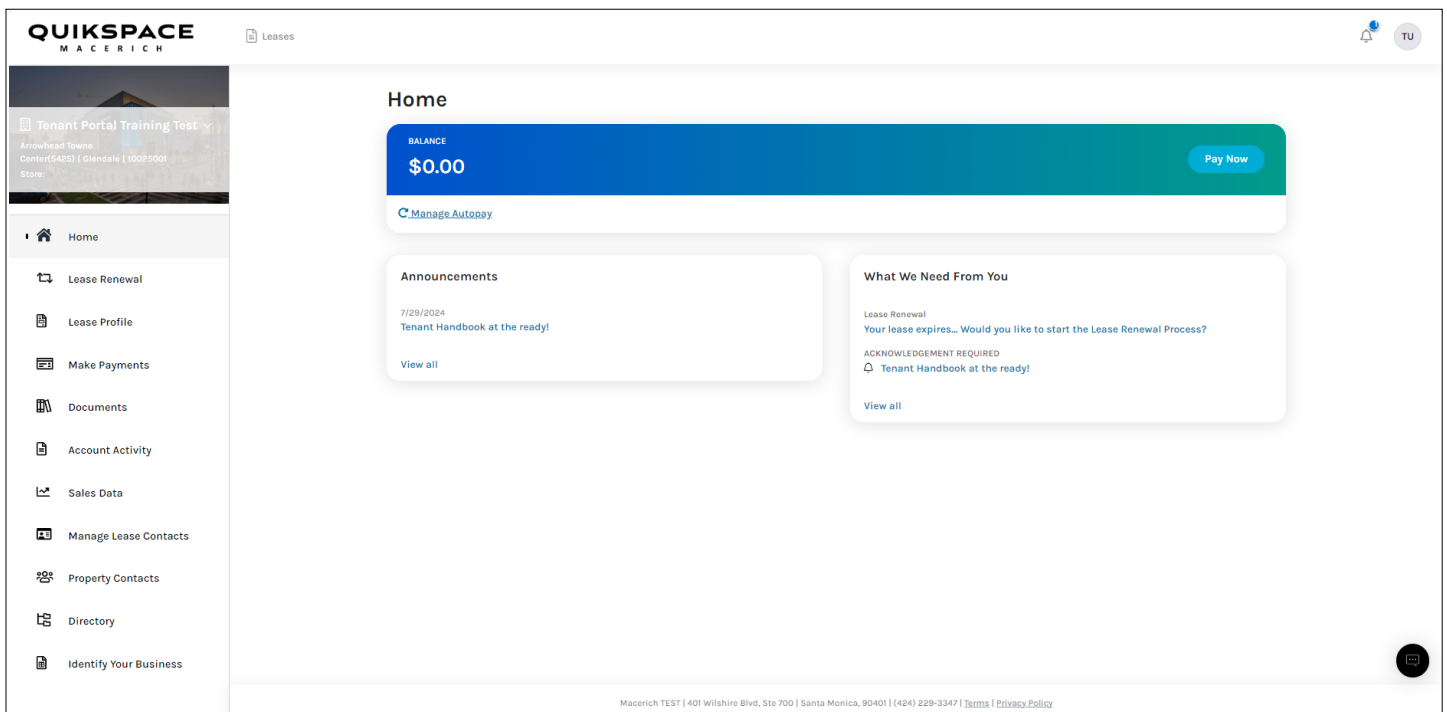 QUIKSPACE
MACERICH
Leases
TU
Tenant Portal Training Test
Arrowhead Towne
Center(5425) | Glendale | t0025001
Store:
Home
Lease Renewal
Lease Profile
Make Payments
Documents
Account Activity
Sales Data
Manage Lease Contacts
Property Contacts
Directory
Identify Your Business
Home
BALANCE
$0.00
Pay Now
Manage Autopay
Announcements
7/29/2024
Tenant Handbook at the ready!
View all
What We Need From You
Lease Renewal
Your lease expires... Would you like to start the Lease Renewal Process?
ACKNOWLEDGEMENT REQUIRED
Tenant Handbook at the ready!
View all
Macerich TEST | 401 Wilshire Blvd, Ste 700 | Santa Monica, 90401 | (424) 229-3347 | Terms | Privacy Policy